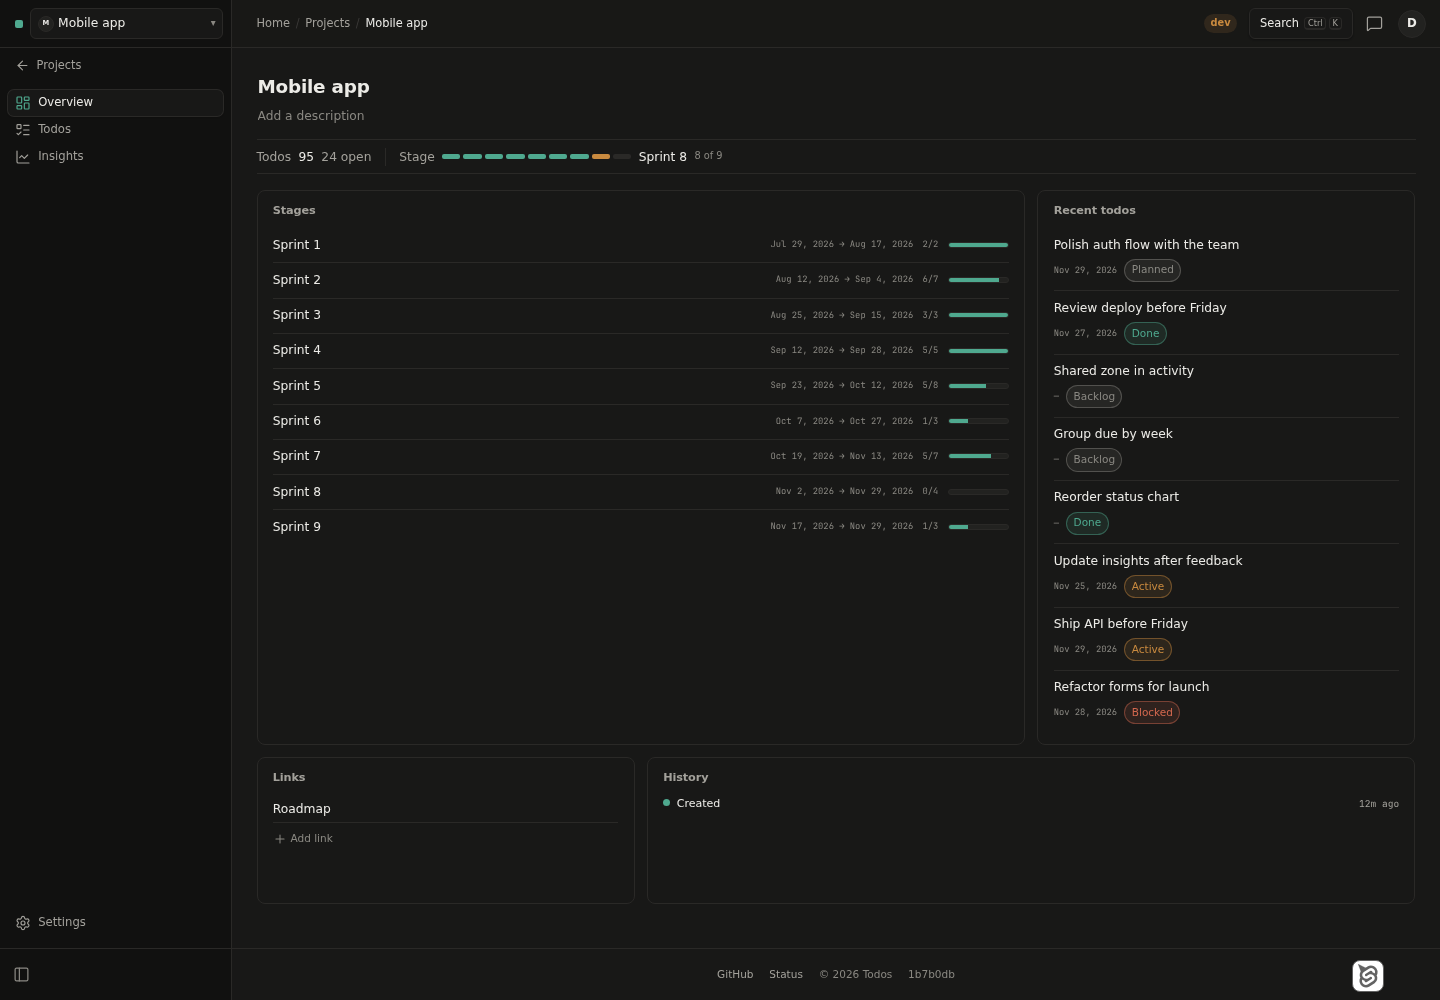 M Mobile app
Home / Projects / Mobile app
dev
Search Ctrl K
D
Projects
Overview
Todos
Insights
Mobile app
Add a description
Todos 95 24 open
Stage Sprint 8 8 of 9
Stages
Sprint 1 Jul 29, 2026 → Aug 17, 2026 2/2
Sprint 2 Aug 12, 2026 → Sep 4, 2026 6/7
Sprint 3 Aug 25, 2026 → Sep 15, 2026 3/3
Sprint 4 Sep 12, 2026 → Sep 28, 2026 5/5
Sprint 5 Sep 23, 2026 → Oct 12, 2026 5/8
Sprint 6 Oct 7, 2026 → Oct 27, 2026 1/3
Sprint 7 Oct 19, 2026 → Nov 13, 2026 5/7
Sprint 8 Nov 2, 2026 → Nov 29, 2026 0/4
Sprint 9 Nov 17, 2026 → Nov 29, 2026 1/3
Recent todos
Polish auth flow with the team
Nov 29, 2026 Planned
Review deploy before Friday
Nov 27, 2026 Done
Shared zone in activity
– Backlog
Group due by week
– Backlog
Reorder status chart
– Done
Update insights after feedback
Nov 25, 2026 Active
Ship API before Friday
Nov 29, 2026 Active
Refactor forms for launch
Nov 28, 2026 Blocked
Links
Roadmap
Add link
History
Created 12m ago
Settings
GitHub Status © 2026 Todos 1b7b0db